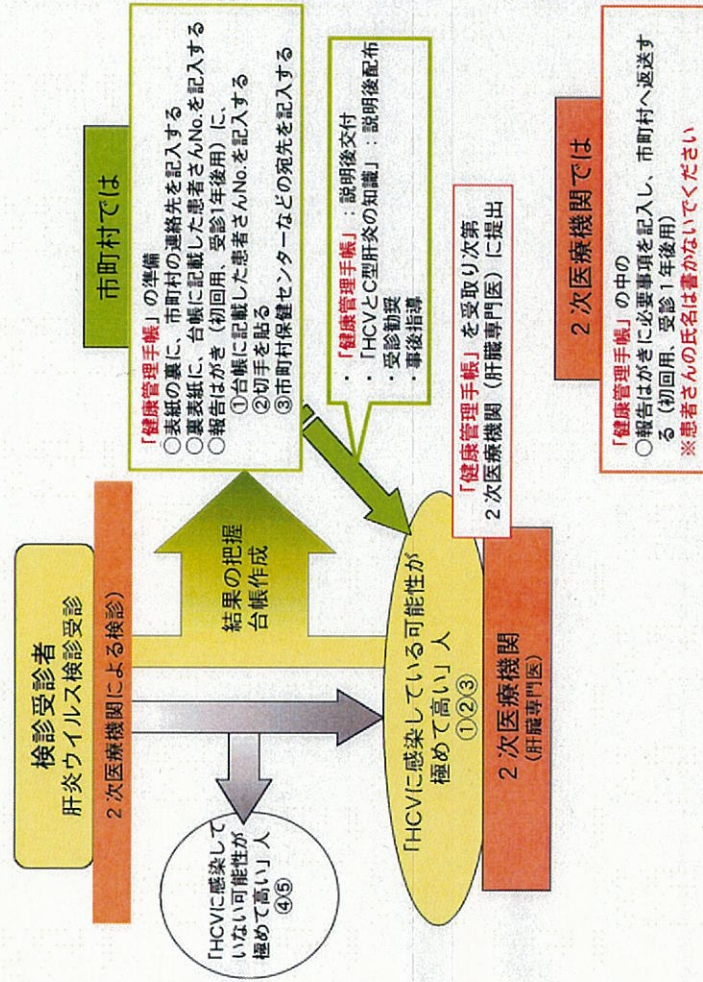 検診受診者
肝炎ウイルス検診受診
2次医療機関による検診)
「HCVに感染して
いない可能性が
極めて高い」人
④⑤
結果の把握
台帳作成
「HCVに感染している可能性が
極めて高い」人
①②③
2次医療機関
(肝臓専門医)
市町村では
「健康管理手帳」の準備
○表紙の裏に、市町村の連絡先を記入する
○裏表紙に、台帳に記載した患者さんNo.を記入する
○報告はがき(初回用、受診1年後用)に、
①台帳に記載した患者さんNo.を記入する
②切手を貼る
③市町村保健センターなどの宛先を記入する
・「健康管理手帳」:説明後交付
・「HCVとC型肝炎の知識」:説明後配布
・受診勧奨
・事後指導
「健康管理手帳」を受取り次第
2次医療機関(肝臓専門医)に提出
2次医療機関では
「健康管理手帳」の中の
○報告はがきに必要事項を記入し、市町村へ返送す
る(初回用、受診1年後用)
※患者さんの氏名は書かないでください